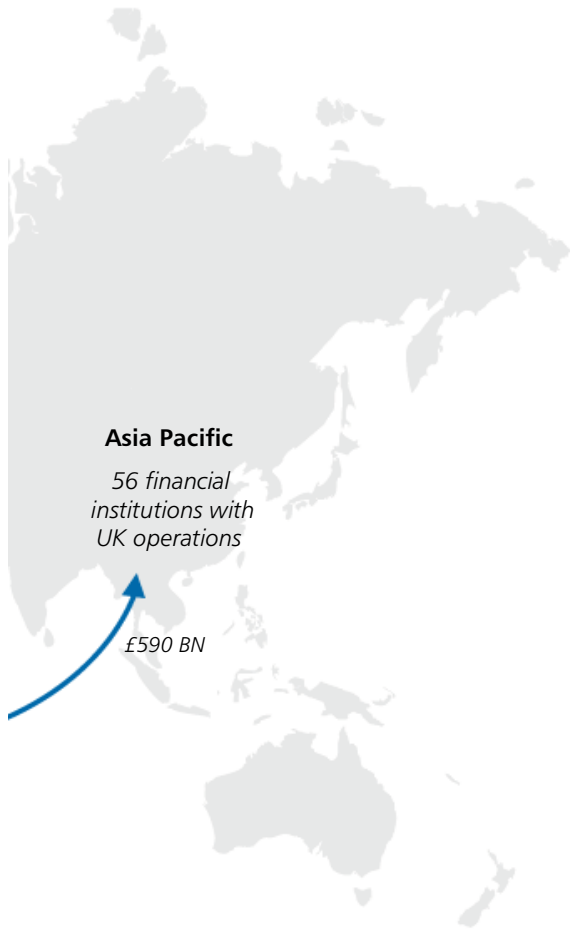 Asia Pacific
56 financial
institutions with
UK operations
£590 BN